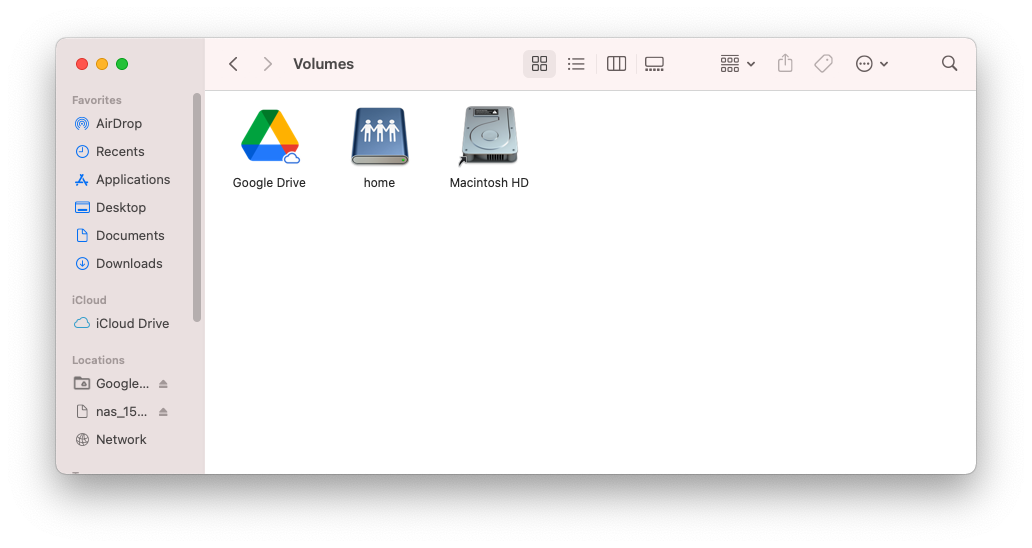 Volumes
Favorites
AirDrop
Recents
Applications
Desktop
Documents
Downloads
iCloud
iCloud Drive
Locations
Google...
nas_15...
Network
Google Drive
home
Macintosh HD